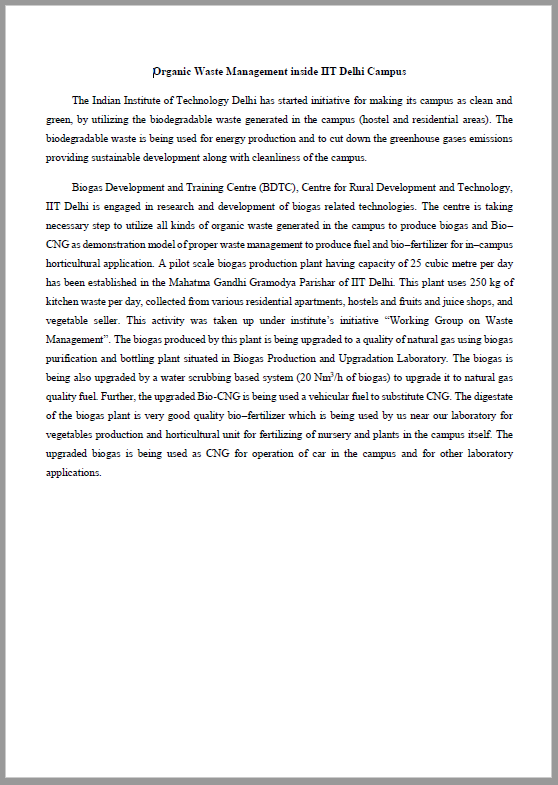 Organic Waste Management inside IIT Delhi Campus
The Indian Institute of Technology Delhi has started initiative for making its campus as clean and
green, by utilizing the biodegradable waste generated in the campus (hostel and residential areas). The
biodegradable waste is being used for energy production and to cut down the greenhouse gases emissions
providing sustainable development along with cleanliness of the campus.
Biogas Development and Training Centre (BDTC), Centre for Rural Development and Technology,
IIT Delhi is engaged in research and development of biogas related technologies. The centre is taking
necessary step to utilize all kinds of organic waste generated in the campus to produce biogas and Bio–
CNG as demonstration model of proper waste management to produce fuel and bio–fertilizer for in–campus
horticultural application. A pilot scale biogas production plant having capacity of 25 cubic metre per day
has been established in the Mahatma Gandhi Gramodya Parishar of IIT Delhi. This plant uses 250 kg of
kitchen waste per day, collected from various residential apartments, hostels and fruits and juice shops, and
vegetable seller. This activity was taken up under institute’s initiative “Working Group on Waste
Management”. The biogas produced by this plant is being upgraded to a quality of natural gas using biogas
purification and bottling plant situated in Biogas Production and Upgradation Laboratory. The biogas is
being also upgraded by a water scrubbing based system (20 Nm³/h of biogas) to upgrade it to natural gas
quality fuel. Further, the upgraded Bio-CNG is being used a vehicular fuel to substitute CNG. The digestate
of the biogas plant is very good quality bio–fertilizer which is being used by us near our laboratory for
vegetables production and horticultural unit for fertilizing of nursery and plants in the campus itself. The
upgraded biogas is being used as CNG for operation of car in the campus and for other laboratory
applications.